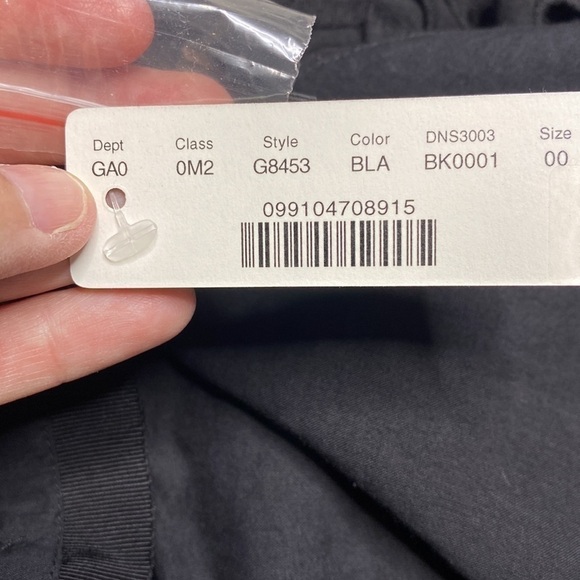 Dept Class Style Color DNS3003 Size
GA0 0M2 G8453 BLA BK0001 00
099104708915